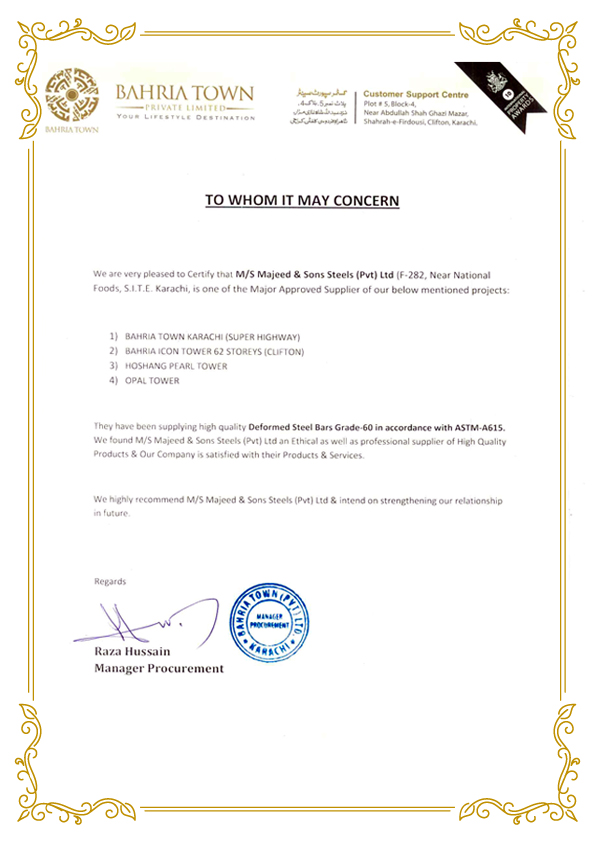 BAHRIA TOWN
BAHRIA TOWN
PRIVATE LIMITED
YOUR LIFESTYLE DESTINATION
Customer Support Centre
Plot # 5, Block-4,
Near Abdullah Shah Ghazi Mazar,
Shahrah-e-Firdousi, Clifton, Karachi.
PROPERTY
AWARDS
TO WHOM IT MAY CONCERN
We are very pleased to Certify that M/S Majeed & Sons Steels (Pvt) Ltd (F-282, Near National
Foods, S.I.T.E. Karachi, is one of the Major Approved Supplier of our below mentioned projects:
1) BAHRIA TOWN KARACHI (SUPER HIGHWAY)
2) BAHRIA ICON TOWER 62 STOREYS (CLIFTON)
3) HOSHANG PEARL TOWER
4) OPAL TOWER
They have been supplying high quality Deformed Steel Bars Grade-60 in accordance with ASTM-A615.
We found M/S Majeed & Sons Steels (Pvt) Ltd an Ethical as well as professional supplier of High Quality
Products & Our Company is satisfied with their Products & Services.
We highly recommend M/S Majeed & Sons Steels (Pvt) Ltd & intend on strengthening our relationship
in future.
Regards
BAHRIA TOWN (PVT) LTD
MANAGER
PROCUREMENT
KARACHI
Raza Hussain
Manager Procurement